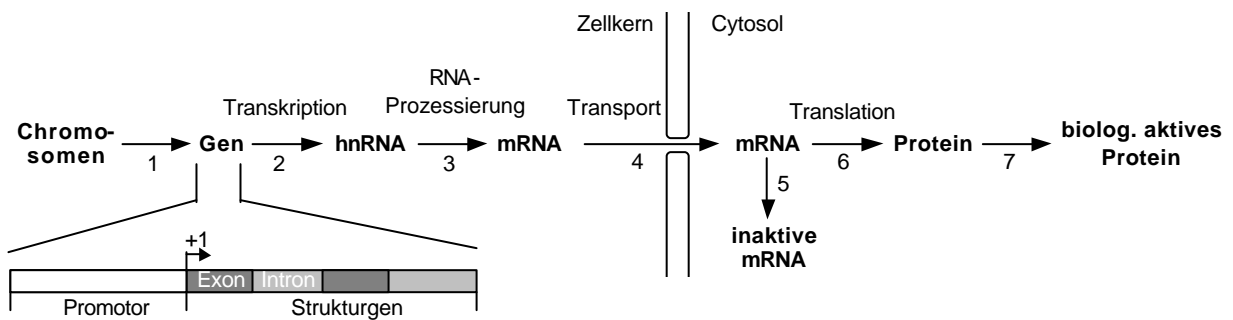 Zellkern
Cytosol
RNA-
Prozessierung
Transkription
Transport
Translation
Chromo-
somen
Gen
hnRNA
mRNA
mRNA
Protein
biolog. aktives
Protein
1
2
3
4
5
6
7
inaktive
mRNA
+1
Exon
Intron
Promotor
Strukturgen